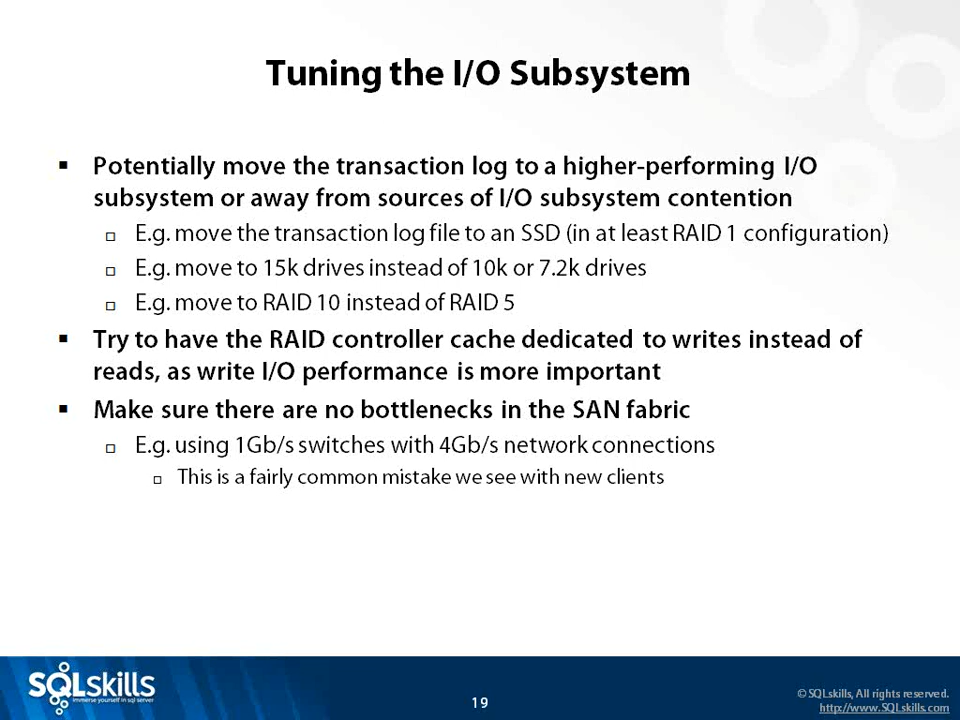 Tuning the I/O Subsystem
▪ Potentially move the transaction log to a higher-performing I/O
subsystem or away from sources of I/O subsystem contention
▫ E.g. move the transaction log file to an SSD (in at least RAID 1 configuration)
▫ E.g. move to 15k drives instead of 10k or 7.2k drives
▫ E.g. move to RAID 10 instead of RAID 5
▪ Try to have the RAID controller cache dedicated to writes instead of
reads, as write I/O performance is more important
▪ Make sure there are no bottlenecks in the SAN fabric
▫ E.g. using 1Gb/s switches with 4Gb/s network connections
▫ This is a fairly common mistake we see with new clients
SQLskills
immerse yourself in sql server
19
© SQLskills, All rights reserved.
http://www.SQLskills.com